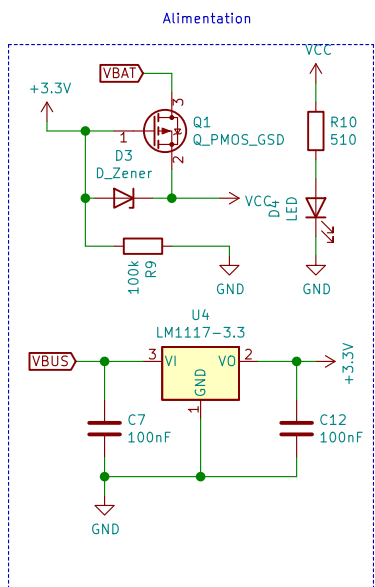 Alimentation
VCC
VBAT
+3.3V
3
Q1
Q_PMOS_GSD
1
2
R10
510
D3
D_Zener
VCC
D4
LED
100k
R9
GND
GND
U4
LM1117-3.3
VBUS
3
VI
VO
2
GND
1
+3.3V
C7
100nF
C12
100nF
GND